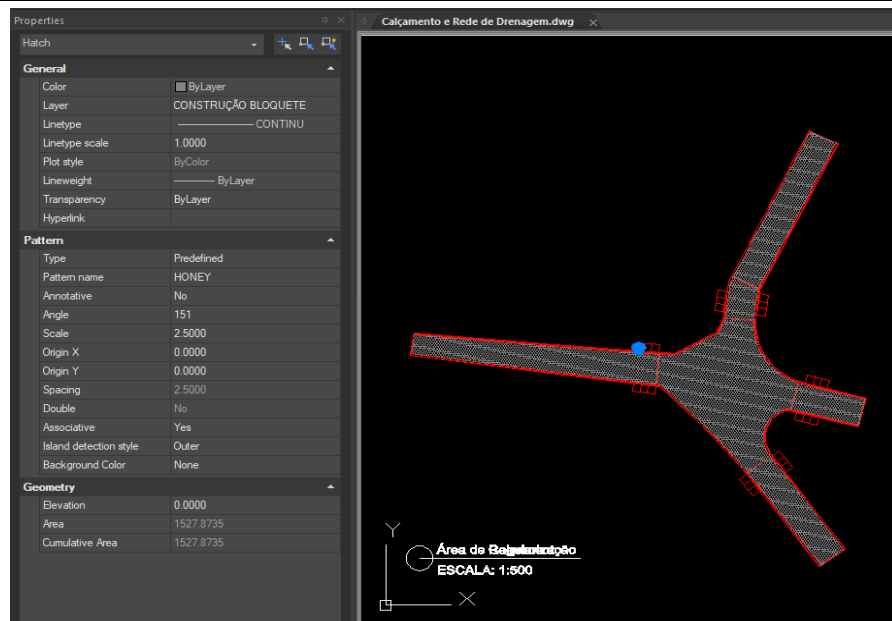 Properties
Calçamento e Rede de Drenagem.dwg
Hatch
General
Color ByLayer
Layer CONSTRUÇÃO BLOQUETE
Linetype CONTINU
Linetype scale 1.0000
Plot style ByColor
Lineweight ByLayer
Transparency ByLayer
Hyperlink
Pattern
Type Predefined
Pattern name HONEY
Annotative No
Angle 151
Scale 2.5000
Origin X 0.0000
Origin Y 0.0000
Spacing 2.5000
Double No
Associative Yes
Island detection style Outer
Background Color None
Geometry
Elevation 0.0000
Area 1527.8735
Cumulative Area 1527.8735
Y
Área de
ESCALA: 1:500
X